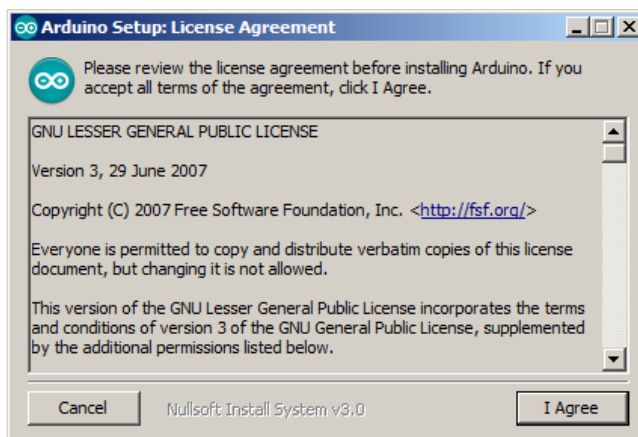 Arduino Setup: License Agreement
Please review the license agreement before installing Arduino. If you
accept all terms of the agreement, click I Agree.
GNU LESSER GENERAL PUBLIC LICENSE
Version 3, 29 June 2007
Copyright (C) 2007 Free Software Foundation, Inc. <http://fsf.org/>
Everyone is permitted to copy and distribute verbatim copies of this license
document, but changing it is not allowed.
This version of the GNU Lesser General Public License incorporates the terms
and conditions of version 3 of the GNU General Public License, supplemented
by the additional permissions listed below.
Cancel
Nullsoft Install System v3.0
I Agree